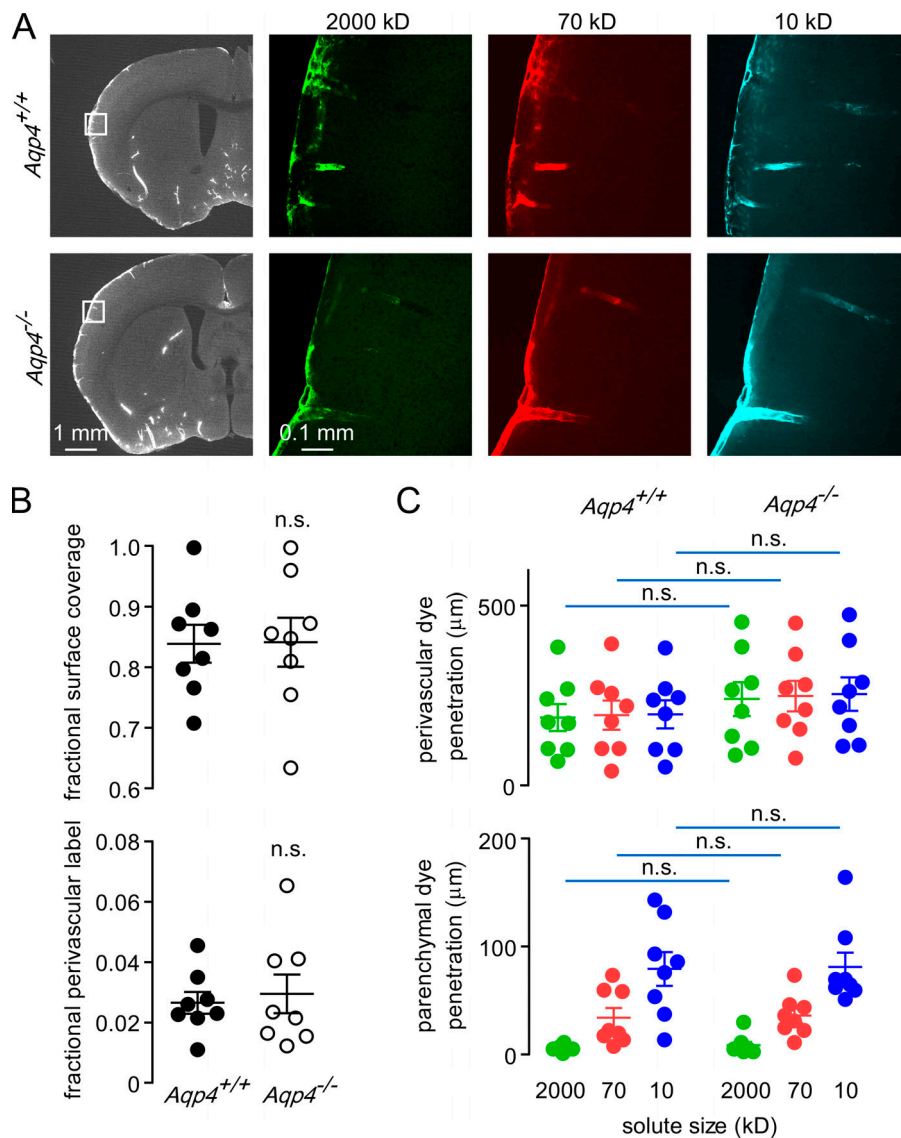 A
2000 kD
70 kD
10 kD
Aqp4+/+
Aqp4-/-
1 mm
0.1 mm
B
n.s.
fractional surface coverage
1.0
0.9
0.8
0.7
0.6
n.s.
fractional perivascular label
0.08
0.06
0.04
0.02
0
Aqp4+/+
Aqp4-/-
C
Aqp4+/+
Aqp4-/-
n.s.
n.s.
n.s.
perivascular dye
penetration (μm)
500
0
n.s.
n.s.
n.s.
parenchymal dye
penetration (μm)
200
100
0
2000
70
10
2000
70
10
solute size (kD)